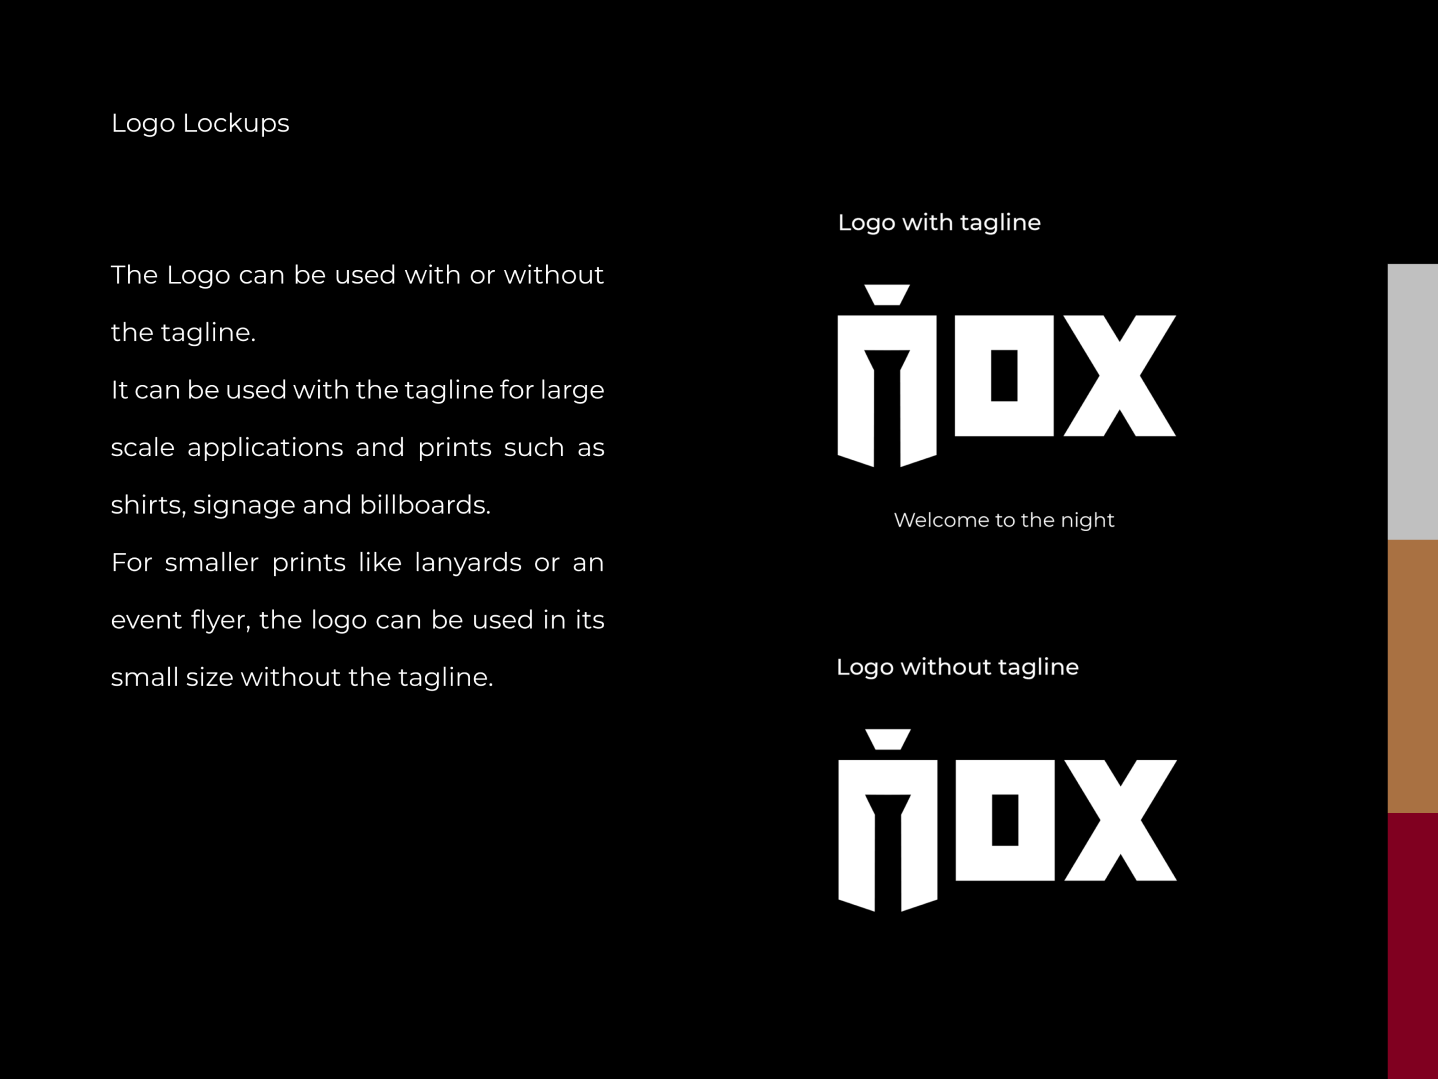 Logo Lockups
The Logo can be used with or without
the tagline.
It can be used with the tagline for large
scale applications and prints such as
shirts, signage and billboards.
For smaller prints like lanyards or an
event flyer, the logo can be used in its
small size without the tagline.
Logo with tagline
nox
Welcome to the night
Logo without tagline
nox